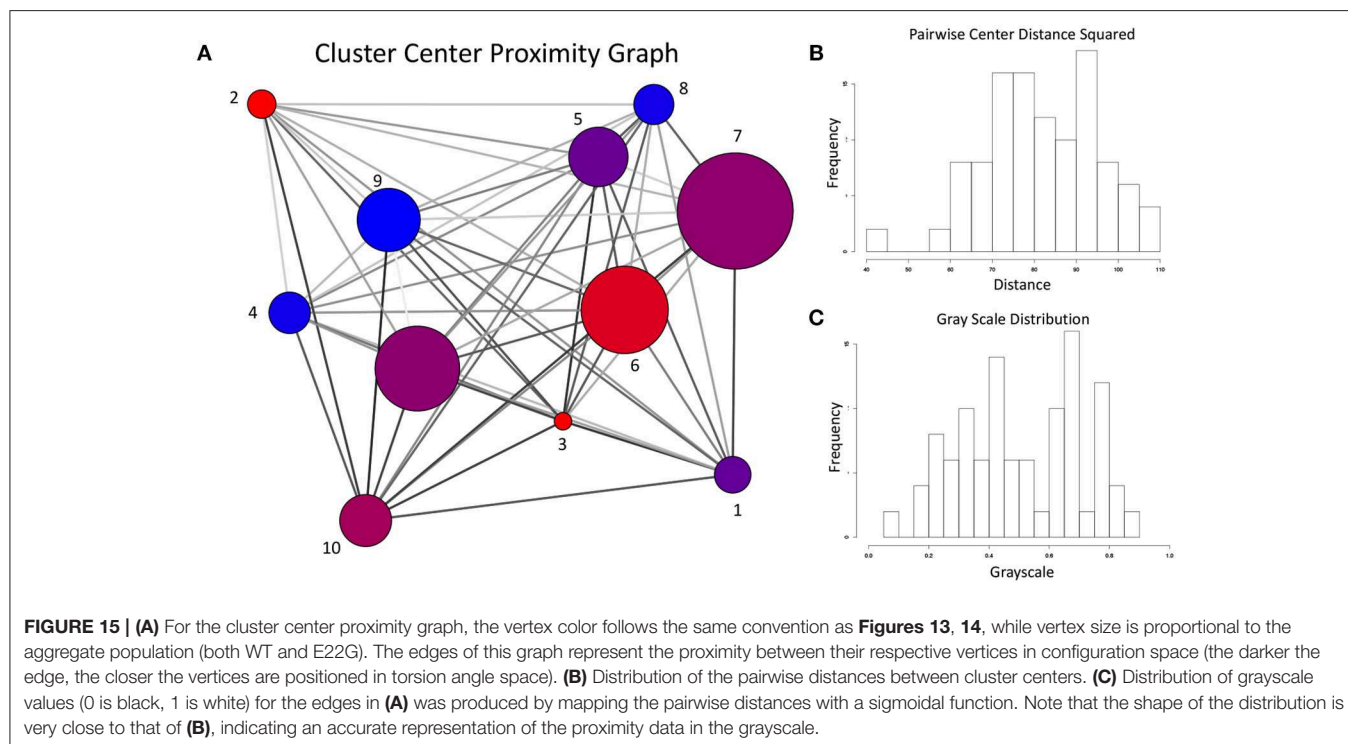 A
Cluster Center Proximity Graph
2
8
5
7
9
4
6
3
1
10
B
Pairwise Center Distance Squared
Frequency
15
0
40 50 60 70 80 90 100 110
Distance
C
Gray Scale Distribution
Frequency
15
0
0.0 0.2 0.4 0.6 0.8 1.0
Grayscale
FIGURE 15 | (A) For the cluster center proximity graph, the vertex color follows the same convention as Figures 13, 14, while vertex size is proportional to the
aggregate population (both WT and E22G). The edges of this graph represent the proximity between their respective vertices in configuration space (the darker the
edge, the closer the vertices are positioned in torsion angle space). (B) Distribution of the pairwise distances between cluster centers. (C) Distribution of grayscale
values (0 is black, 1 is white) for the edges in (A) was produced by mapping the pairwise distances with a sigmoidal function. Note that the shape of the distribution is
very close to that of (B), indicating an accurate representation of the proximity data in the grayscale.